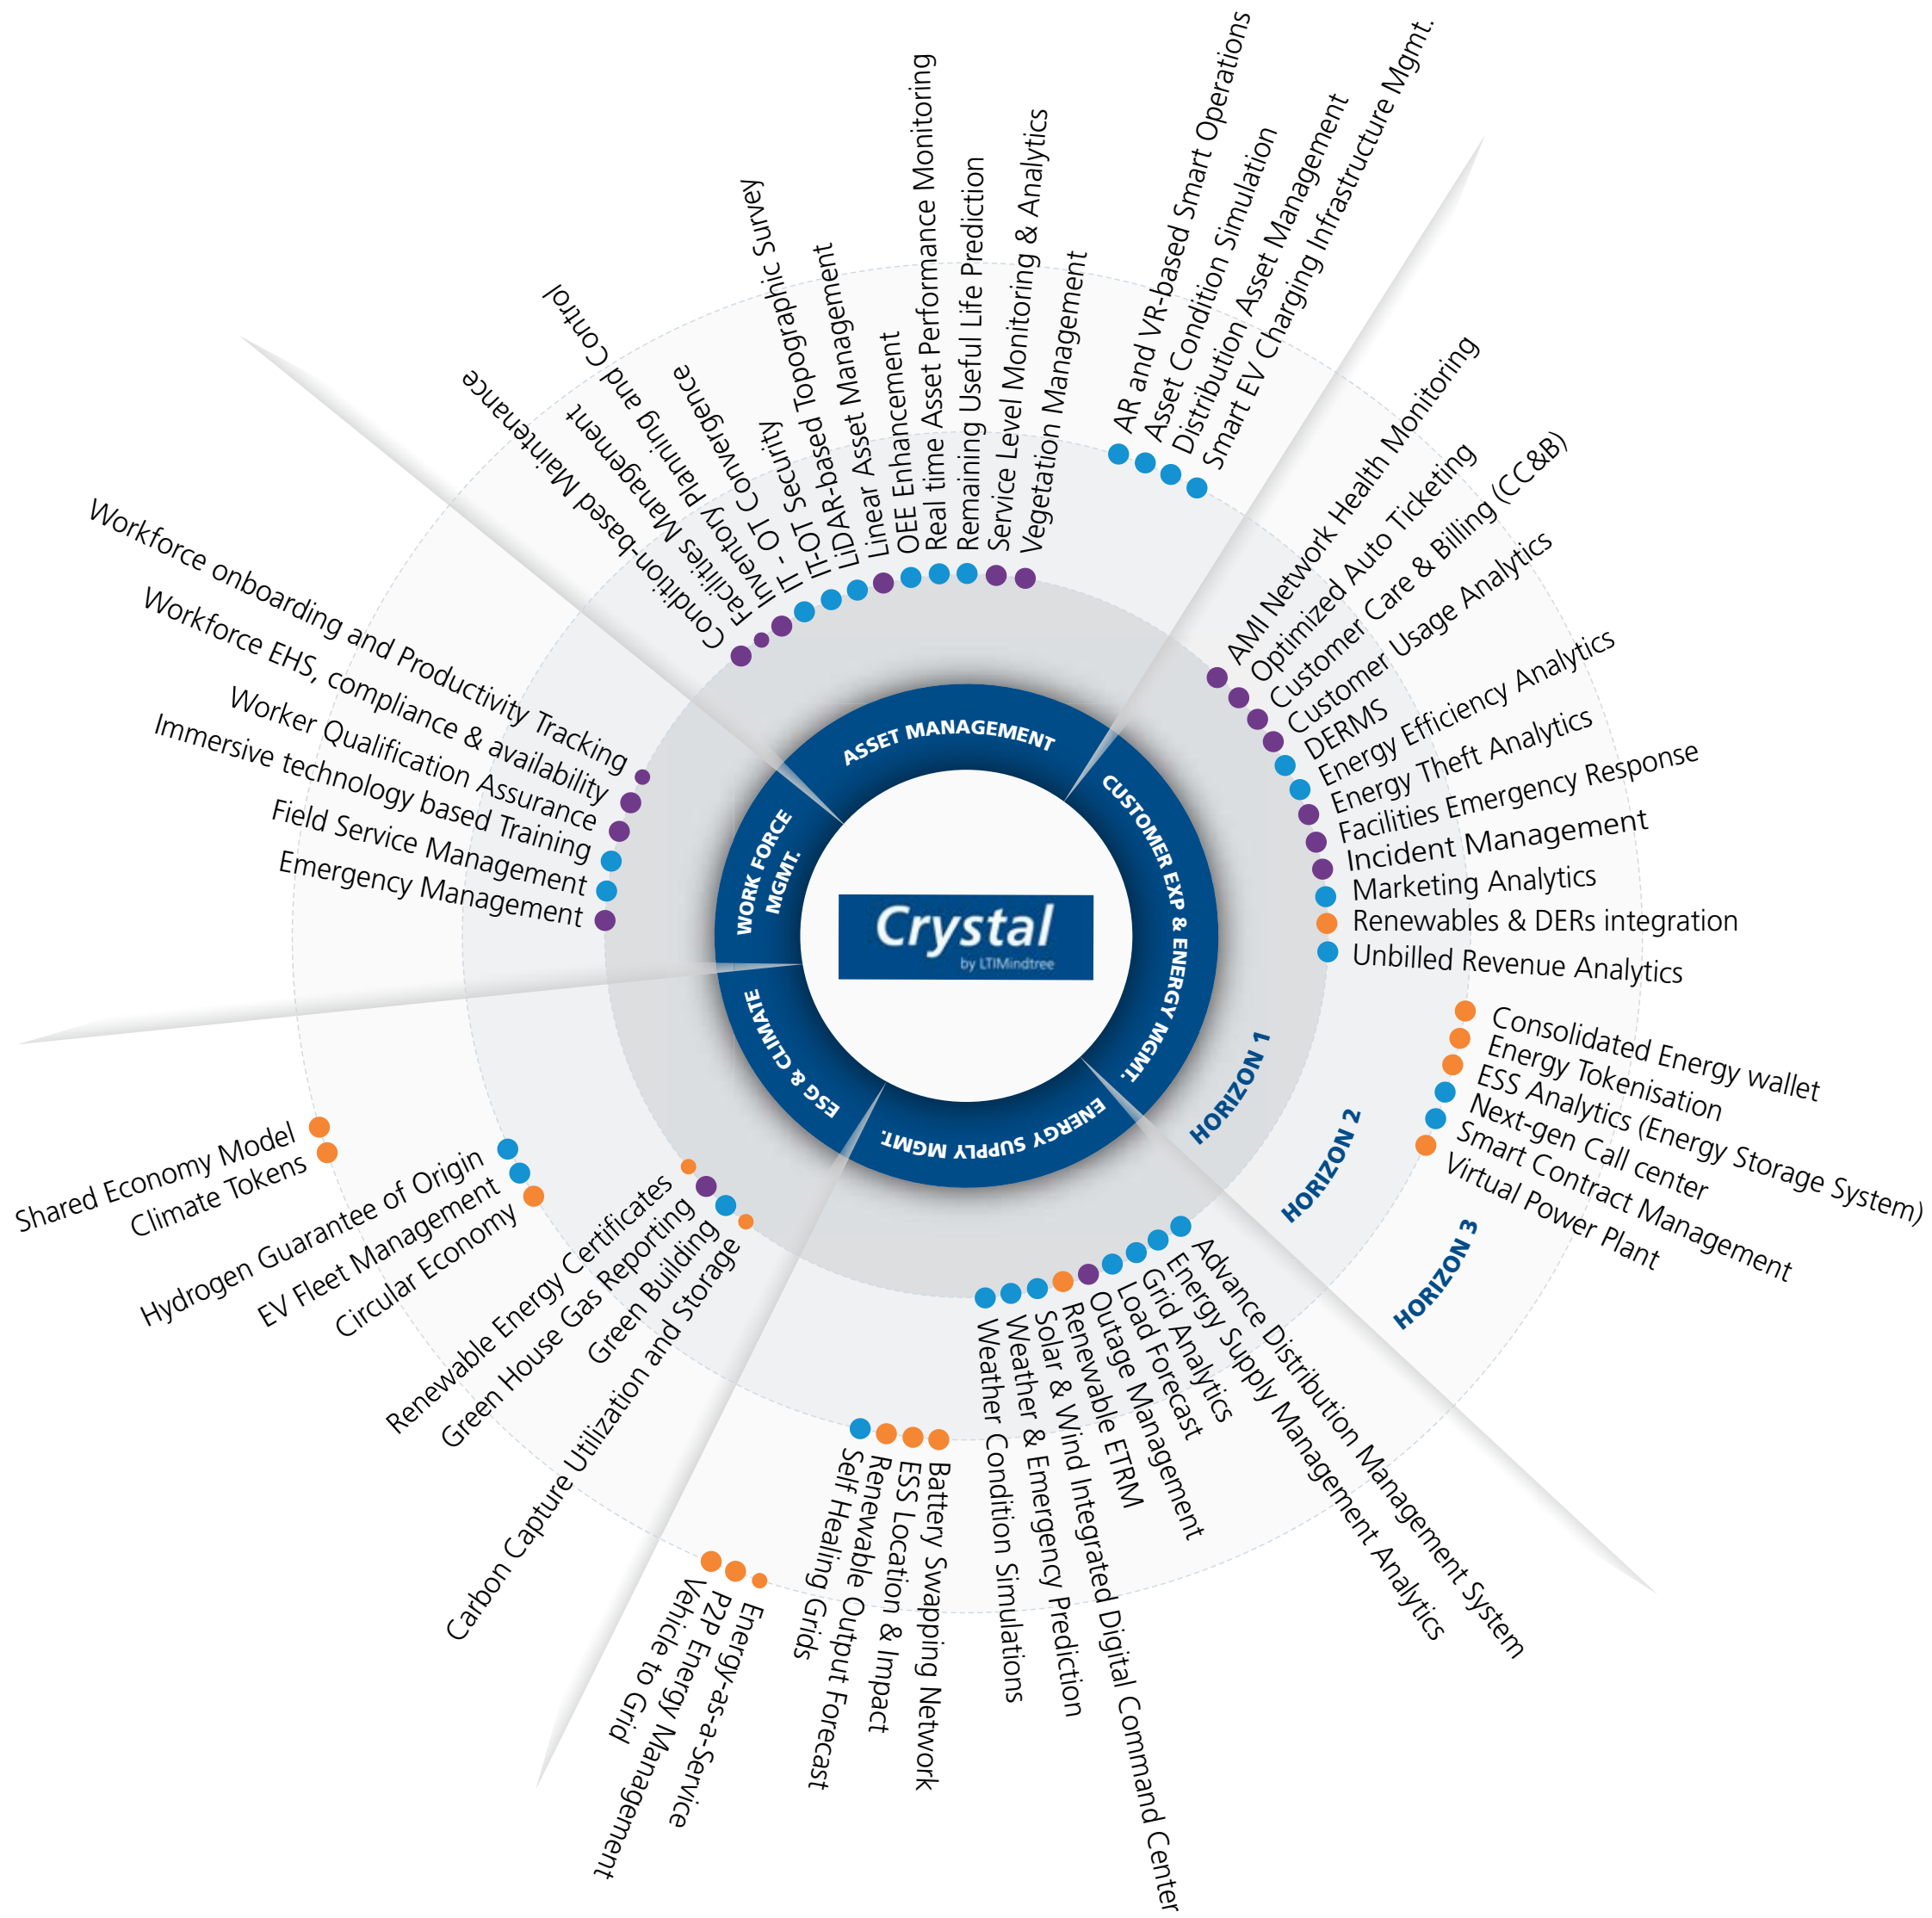 Crystal
by LTIMindtree
ASSET MANAGEMENT
CUSTOMER EXP & ENERGY MGMT.
ENERGY SUPPLY MGMT.
ESG & CLIMATE
WORK FORCE
MGMT.
HORIZON 1
HORIZON 2
HORIZON 3
Condition-based Maintenance
Facilities Management
Inventory Planning and Control
IT - OT Convergence
IT-OT Security
LiDAR-based Topographic Survey
Linear Asset Management
OEE Enhancement
Real time Asset Performance Monitoring
Remaining Useful Life Prediction
Service Level Monitoring & Analytics
Vegetation Management
AR and VR-based Smart Operations
Asset Condition Simulation
Distribution Asset Management
Smart EV Charging Infrastructure Mgmt.
AMI Network Health Monitoring
Optimized Auto Ticketing
Customer Care & Billing (CC&B)
Customer Usage Analytics
DERMS
Energy Efficiency Analytics
Energy Theft Analytics
Facilities Emergency Response
Incident Management
Marketing Analytics
Renewables & DERs integration
Unbilled Revenue Analytics
Consolidated Energy wallet
Energy Tokenisation
ESS Analytics (Energy Storage System)
Next-gen Call center
Smart Contract Management
Virtual Power Plant
Advance Distribution Management System
Energy Supply Management Analytics
Grid Analytics
Load Forecast
Outage Management
Renewable ETRM
Solar & Wind Integrated Digital Command Center
Weather & Emergency Prediction
Weather Condition Simulations
Battery Swapping Network
ESS Location & Impact
Renewable Output Forecast
Self Healing Grids
Energy-as-a-Service
P2P Energy Management
Vehicle to Grid
Carbon Capture Utilization and Storage
Green Building
Green House Gas Reporting
Renewable Energy Certificates
Circular Economy
EV Fleet Management
Hydrogen Guarantee of Origin
Climate Tokens
Shared Economy Model
Emergency Management
Field Service Management
Immersive technology based Training
Worker Qualification Assurance
Workforce EHS, compliance & availability
Workforce onboarding and Productivity Tracking